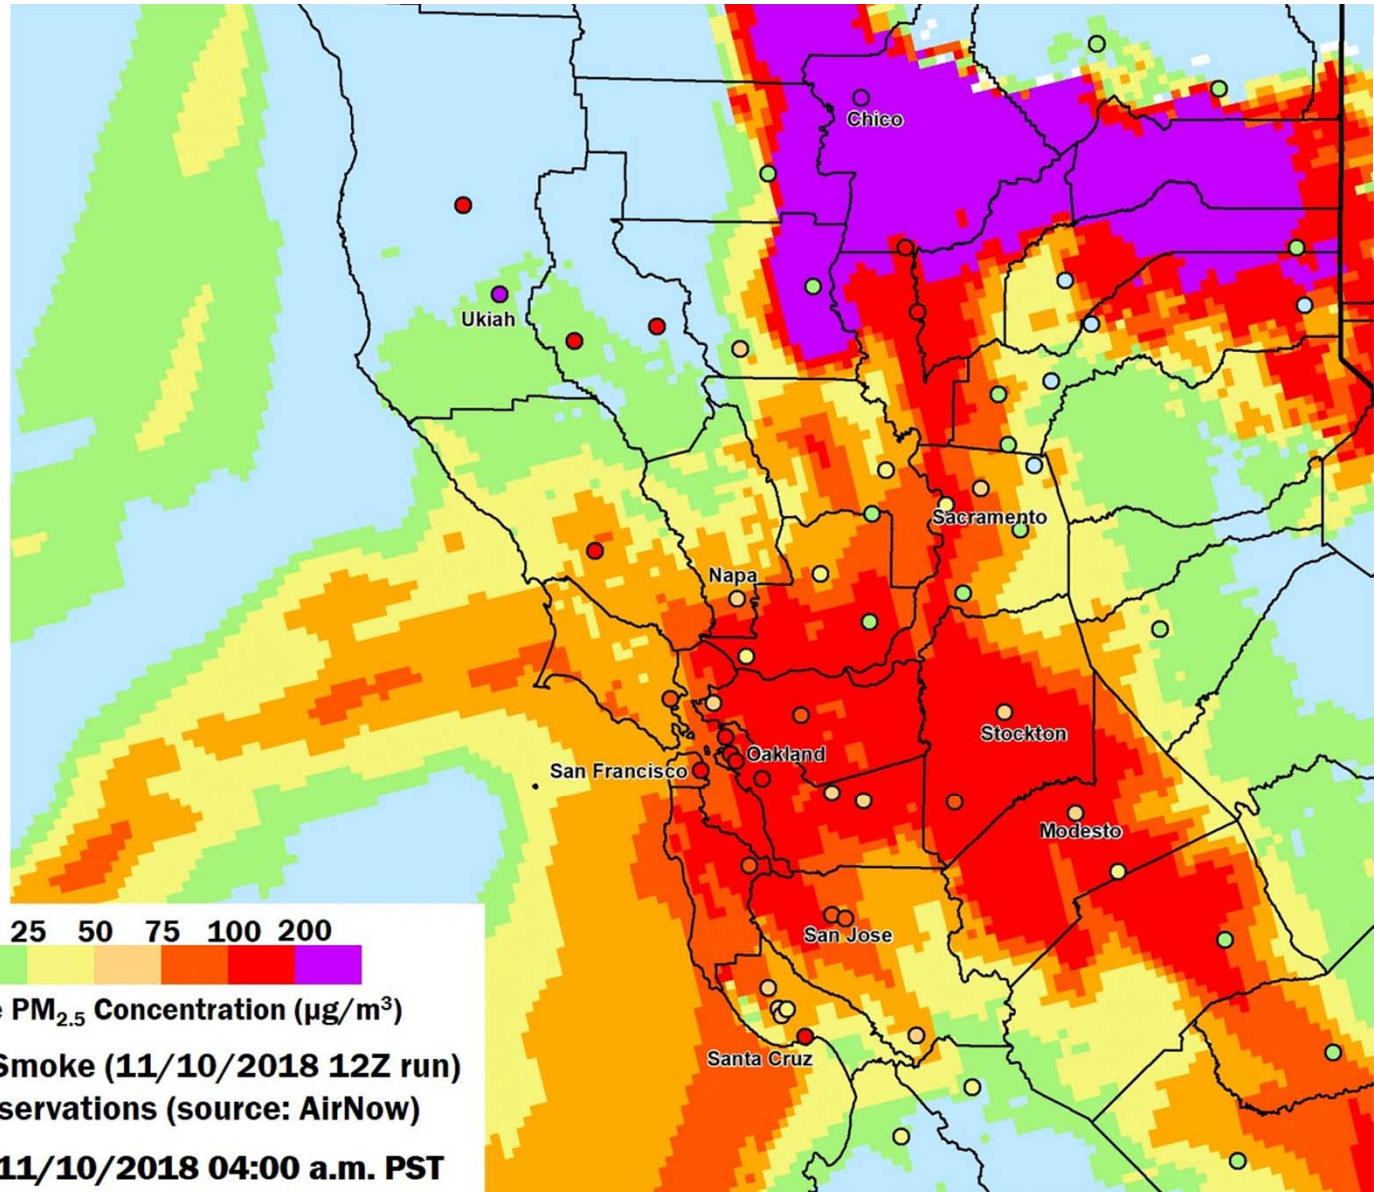 Chico
Ukiah
Sacramento
Napa
Stockton
Oakland
San Francisco
Modesto
San Jose
Santa Cruz
25 50 75 100 200
e PM2.5 Concentration (µg/m³)
Smoke (11/10/2018 12Z run)
servations (source: AirNow)
11/10/2018 04:00 a.m. PST